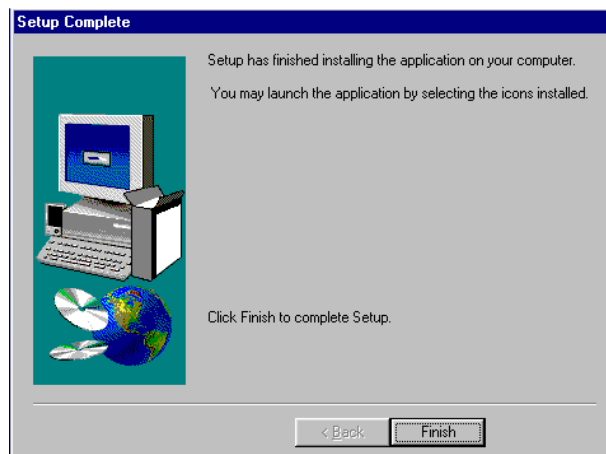 Setup Complete
Setup has finished installing the application on your computer.
You may launch the application by selecting the icons installed.
Click Finish to complete Setup.
< Back
Finish